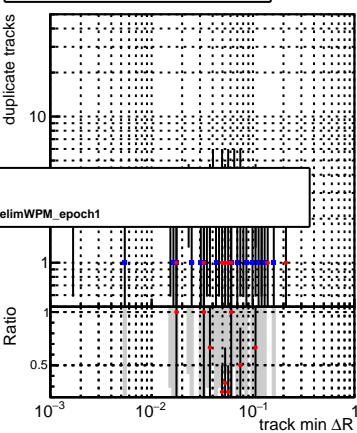 duplicate tracks
10
elimWPM_epoch1
1
Ratio
1
0.5
10⁻³
10⁻²
10⁻¹
1
track min ΔR